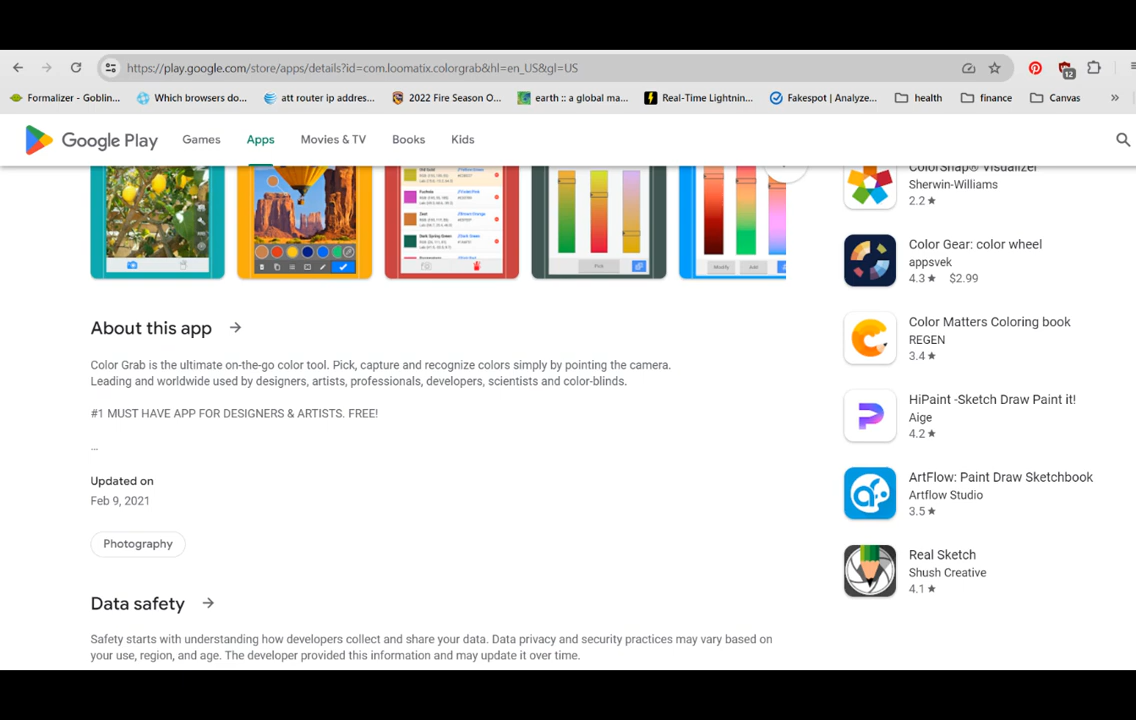 https://play.google.com/store/apps/details?id=com.loomatix.colorgrab&hl=en_US&gl=US
12
Formalizer - Goblin...
Which browsers do...
att router ip addres...
2022 Fire Season O...
earth :: a global ma...
Real-Time Lightnin...
Fakespot | Analyze...
health
finance
Canvas
»
Google Play
Games
Apps
Movies & TV
Books
Kids
Pick
Modify
Add
About this app →
Color Grab is the ultimate on-the-go color tool. Pick, capture and recognize colors simply by pointing the camera.
Leading and worldwide used by designers, artists, professionals, developers, scientists and color-blinds.
#1 MUST HAVE APP FOR DESIGNERS & ARTISTS. FREE!
...
Updated on
Feb 9, 2021
Photography
Data safety →
Safety starts with understanding how developers collect and share your data. Data privacy and security practices may vary based on
your use, region, and age. The developer provided this information and may update it over time.
ColorSnap® Visualizer
Sherwin-Williams
2.2 ★
Color Gear: color wheel
appsvek
4.3 ★ $2.99
Color Matters Coloring book
REGEN
3.4 ★
HiPaint -Sketch Draw Paint it!
Aige
4.2 ★
ArtFlow: Paint Draw Sketchbook
Artflow Studio
3.5 ★
Real Sketch
Shush Creative
4.1 ★